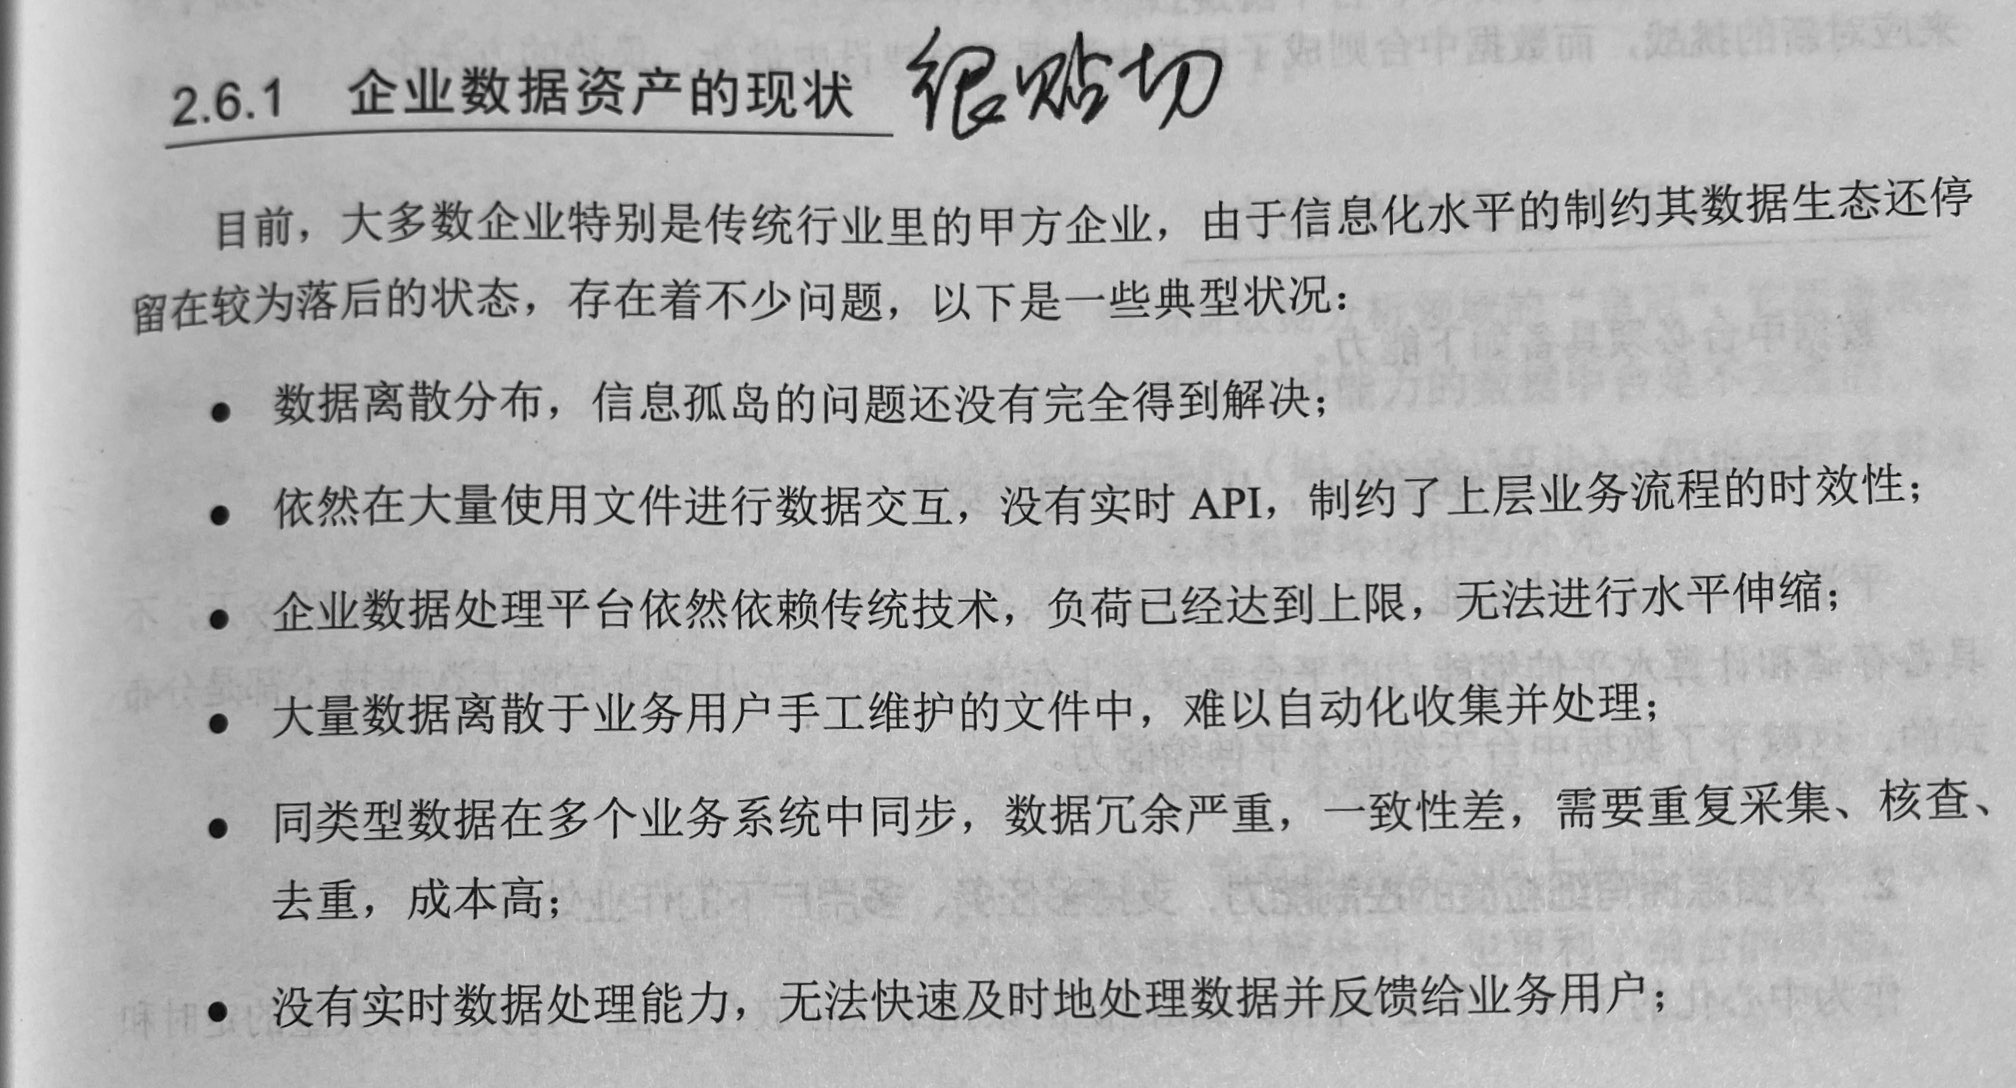 2.6.1 企业数据资产的现状 很贴切
目前，大多数企业特别是传统行业里的甲方企业，由于信息化水平的制约其数据生态还停
留在较为落后的状态，存在着不少问题，以下是一些典型状况：
● 数据离散分布，信息孤岛的问题还没有完全得到解决；
● 依然在大量使用文件进行数据交互，没有实时 API，制约了上层业务流程的时效性；
● 企业数据处理平台依然依赖传统技术，负荷已经达到上限，无法进行水平伸缩；
● 大量数据离散于业务用户手工维护的文件中，难以自动化收集并处理；
● 同类型数据在多个业务系统中同步，数据冗余严重，一致性差，需要重复采集、核查、
去重，成本高；
● 没有实时数据处理能力，无法快速及时地处理数据并反馈给业务用户；